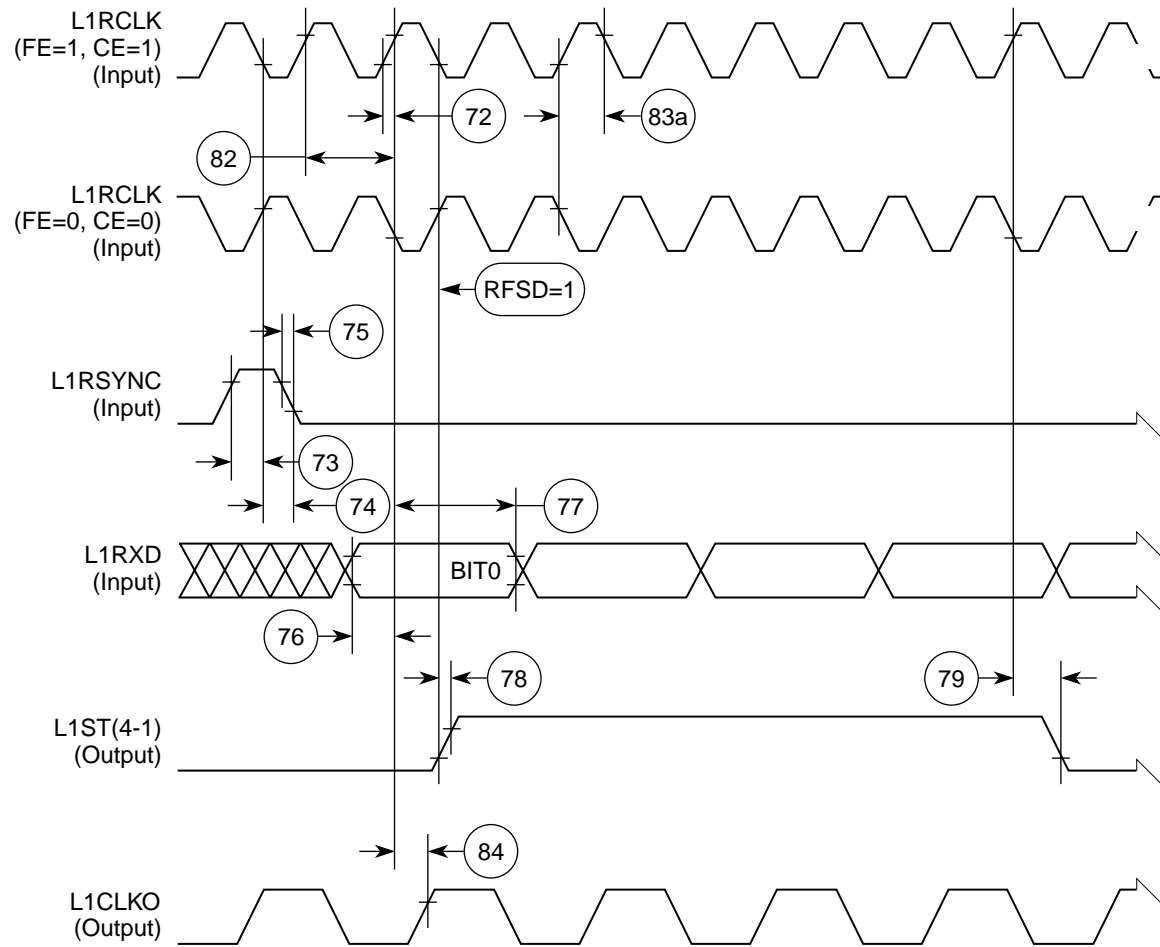 L1RCLK
(FE=1, CE=1)
(Input)
72
83a
82
L1RCLK
(FE=0, CE=0)
(Input)
RFSD=1
75
L1RSYNC
(Input)
73
74
77
L1RXD
(Input)
BIT0
76
78
79
L1ST(4-1)
(Output)
84
L1CLKO
(Output)